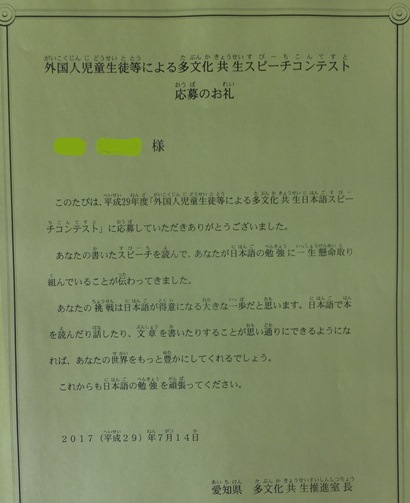 外国人児童生徒等による多文化共生スピーチコンテスト
応募のお礼
様
このたびは、平成29年度「外国人児童生徒等による多文化共生日本語スピー
チコンテスト」に応募していただきありがとうございました。
あなたの書いたスピーチを読んで、あなたが日本語の勉強に一生懸命取り
組んでいることが伝わってきました。
あなたの挑戦は日本語が得意になる大きな一歩だと思います。日本語で本
を読んだり話したり、文章を書いたりすることが思い通りにできるようにな
れば、あなたの世界をもっと豊かにしてくれるでしょう。
これからも日本語の勉強を頑張ってください。
2017（平成29）年7月14日
愛知県 多文化共生推進室長